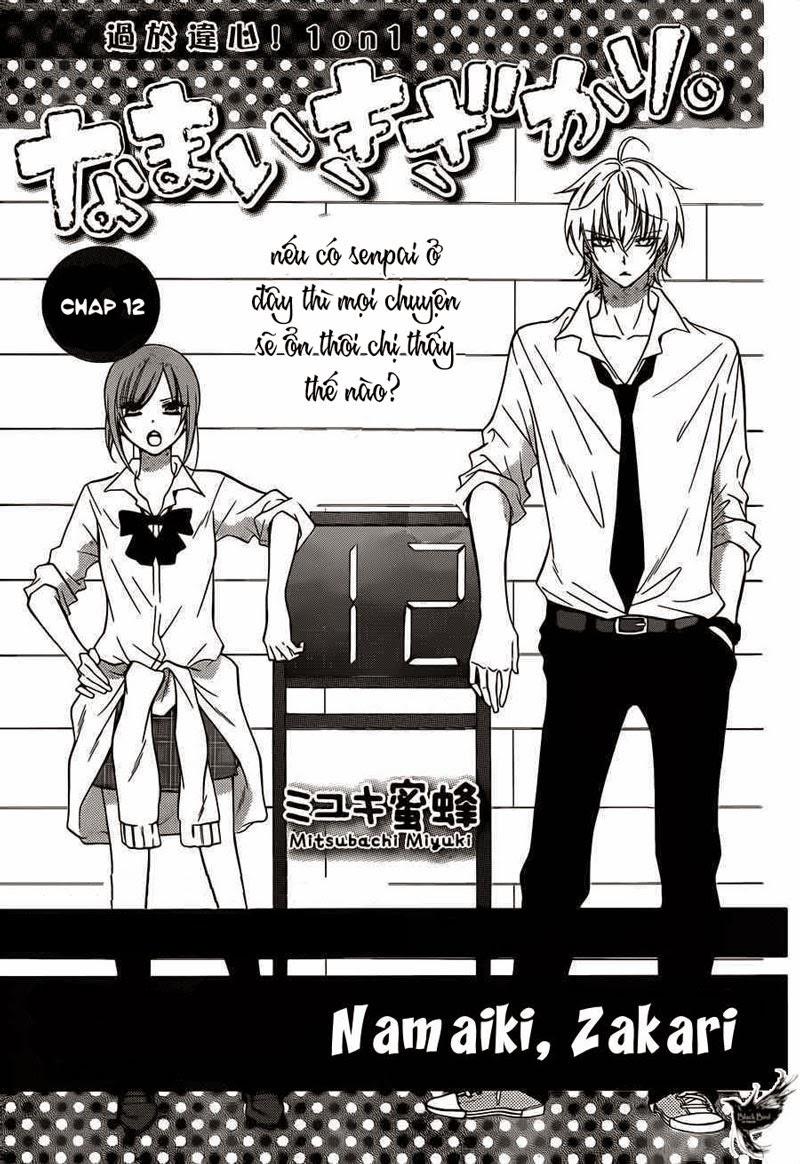 過於違心！1on1
なまいきざかり。
CHAP 12
nếu có senpai ở
đây thì mọi chuyện
sẽ ổn thôi chị thấy
thế nào?
12
ミユキ蜜蜂
Mitsubachi Miyuki
Namaiki, Zakari
Black Bird